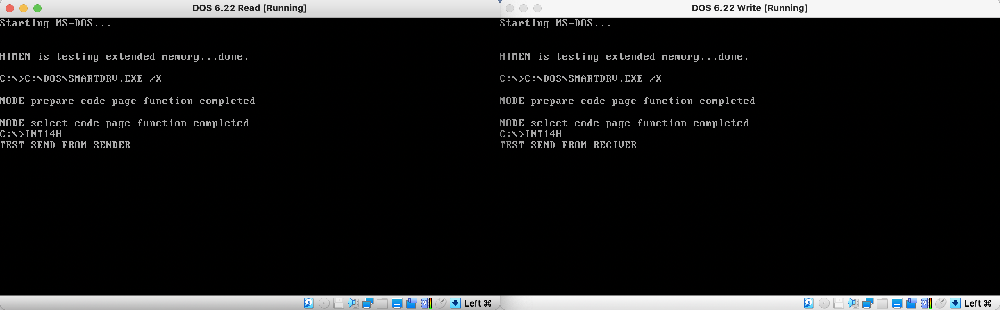 DOS 6.22 Read [Running]
Starting MS-DOS...
HIMEM is testing extended memory...done.
C:\>C:\DOS\SMARTDRV.EXE /X
MODE prepare code page function completed
MODE select code page function completed
C:\>INT14H
TEST SEND FROM SENDER
Left ⌘
DOS 6.22 Write [Running]
Starting MS-DOS...
HIMEM is testing extended memory...done.
C:\>C:\DOS\SMARTDRV.EXE /X
MODE prepare code page function completed
MODE select code page function completed
C:\>INT14H
TEST SEND FROM RECIVER
Left ⌘